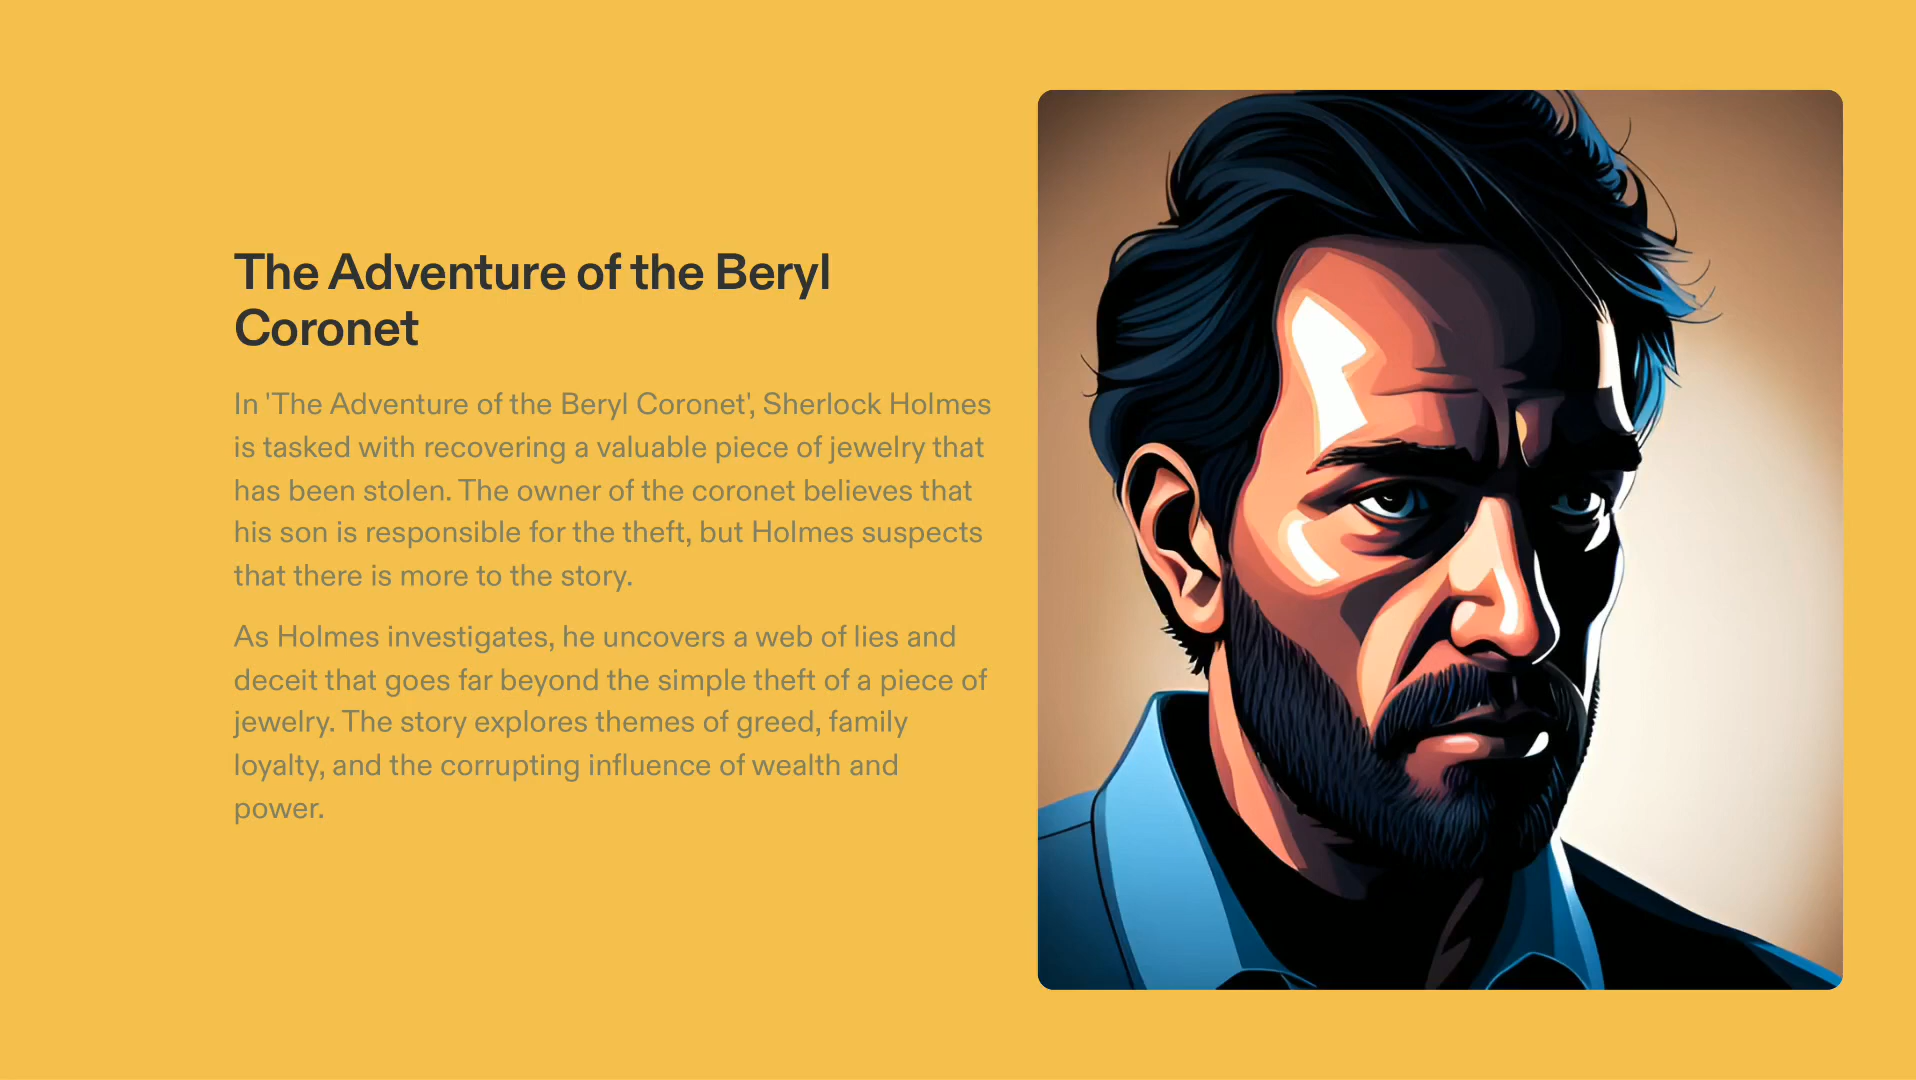 The Adventure of the Beryl
Coronet
In 'The Adventure of the Beryl Coronet', Sherlock Holmes
is tasked with recovering a valuable piece of jewelry that
has been stolen. The owner of the coronet believes that
his son is responsible for the theft, but Holmes suspects
that there is more to the story.
As Holmes investigates, he uncovers a web of lies and
deceit that goes far beyond the simple theft of a piece of
jewelry. The story explores themes of greed, family
loyalty, and the corrupting influence of wealth and
power.